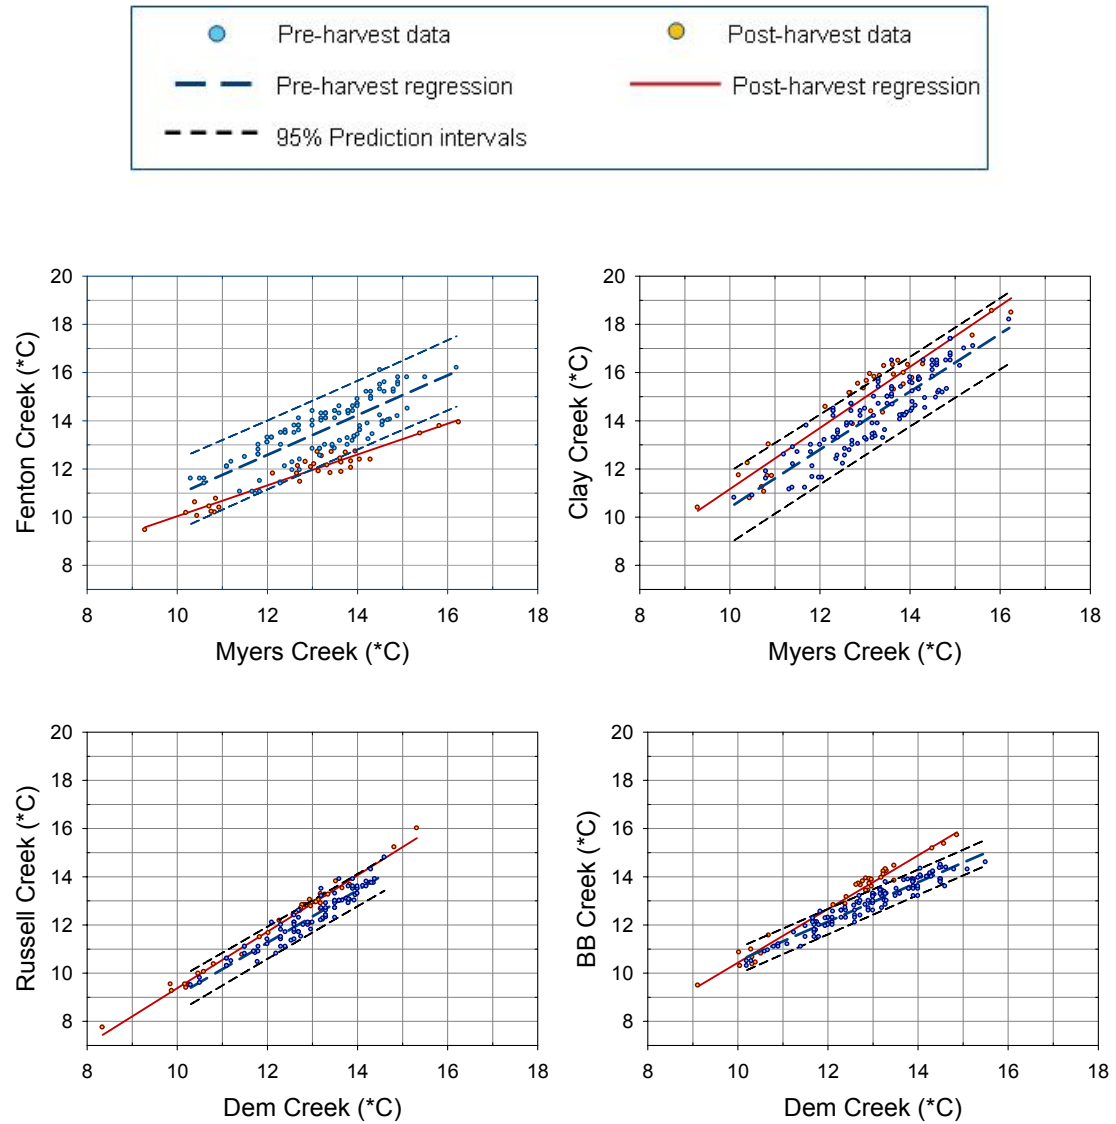 Pre-harvest data Post-harvest data
Pre-harvest regression Post-harvest regression
95% Prediction intervals
20
18
16
14
12
10
8
Fenton Creek (*C)
8 10 12 14 16 18
Myers Creek (*C)
20
18
16
14
12
10
8
Clay Creek (*C)
8 10 12 14 16 18
Myers Creek (*C)
20
18
16
14
12
10
8
Russell Creek (*C)
8 10 12 14 16 18
Dem Creek (*C)
20
18
16
14
12
10
8
BB Creek (*C)
8 10 12 14 16 18
Dem Creek (*C)